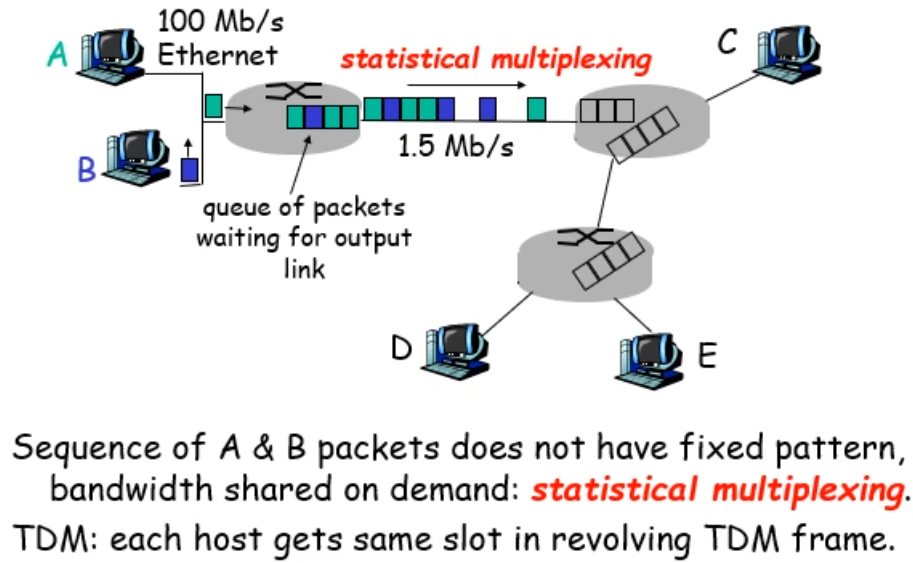 100 Mb/s
Ethernet
A
statistical multiplexing
C
1.5 Mb/s
B
queue of packets
waiting for output
link
D
E
Sequence of A & B packets does not have fixed pattern,
bandwidth shared on demand: statistical multiplexing.
TDM: each host gets same slot in revolving TDM frame.